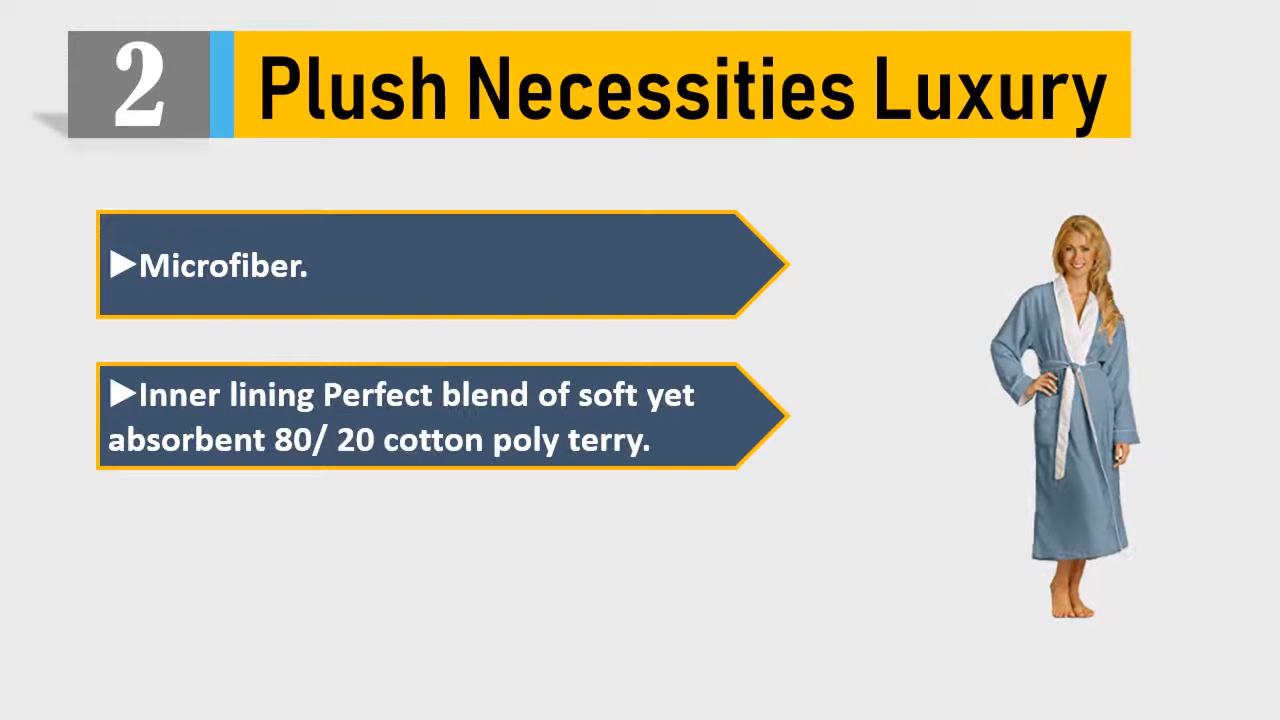 2
Plush Necessities Luxury
▶Microfiber.
▶Inner lining Perfect blend of soft yet
absorbent 80/ 20 cotton poly terry.